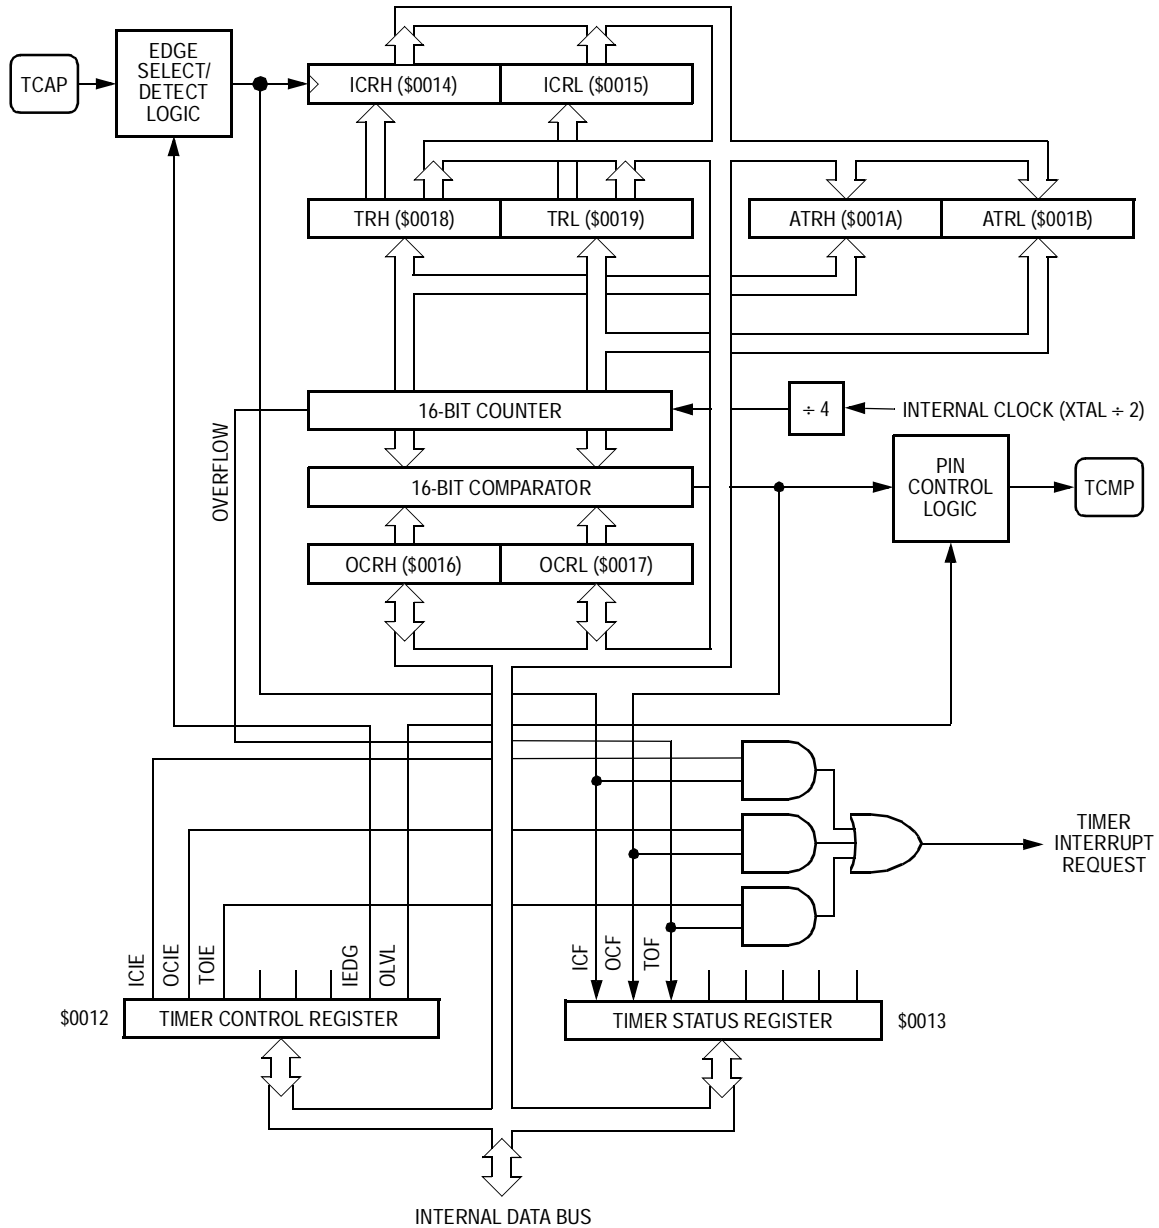 TCAP
EDGE
SELECT/
DETECT
LOGIC
ICRH ($0014)
ICRL ($0015)
TRH ($0018)
TRL ($0019)
ATRH ($001A)
ATRL ($001B)
16-BIT COUNTER
÷ 4
INTERNAL CLOCK (XTAL ÷ 2)
OVERFLOW
16-BIT COMPARATOR
PIN
CONTROL
LOGIC
TCMP
OCRH ($0016)
OCRL ($0017)
TIMER
INTERRUPT
REQUEST
ICIE
OCIE
TOIE
IEDG
OLVL
ICF
OCF
TOF
$0012
TIMER CONTROL REGISTER
TIMER STATUS REGISTER
$0013
INTERNAL DATA BUS